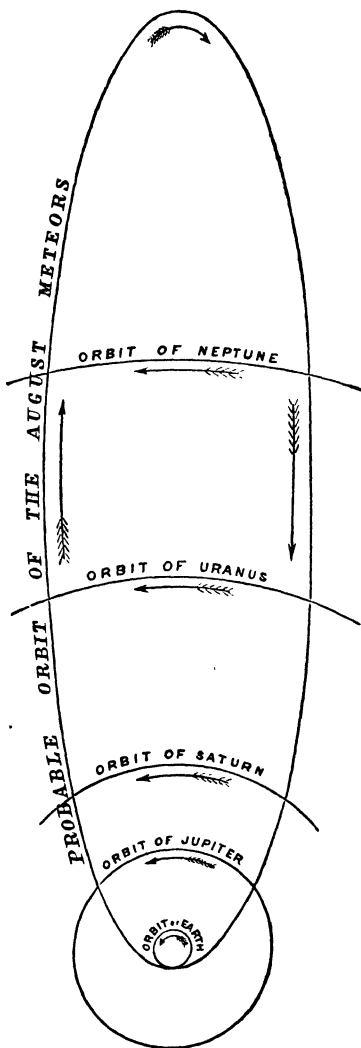 PROBABLE ORBIT OF THE AUGUST METEORS
ORBIT OF NEPTUNE
ORBIT OF URANUS
ORBIT OF SATURN
ORBIT OF JUPITER
ORBIT OF EARTH